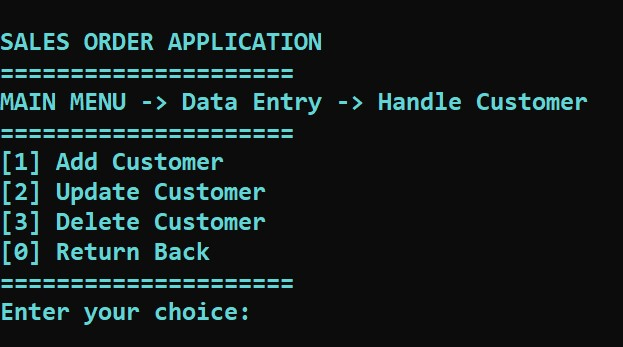 SALES ORDER APPLICATION
=====================
MAIN MENU -> Data Entry -> Handle Customer
=====================
[1] Add Customer
[2] Update Customer
[3] Delete Customer
[0] Return Back
=====================
Enter your choice: